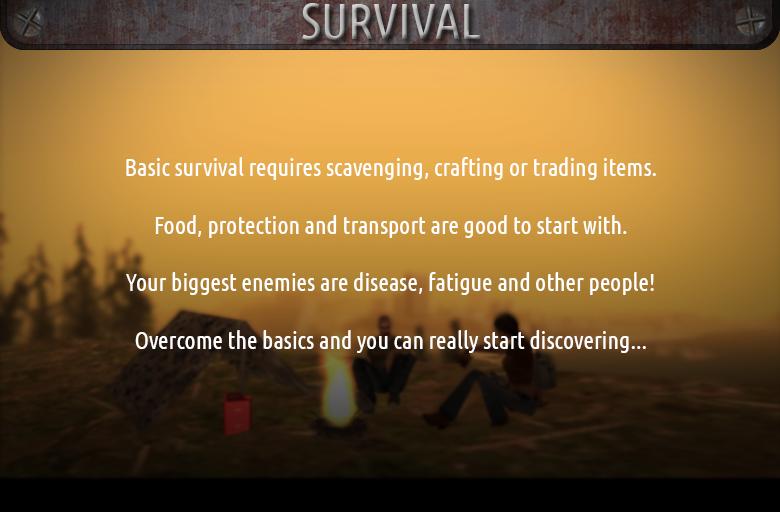 SURVIVAL
Basic survival requires scavenging, crafting or trading items.
Food, protection and transport are good to start with.
Your biggest enemies are disease, fatigue and other people!
Overcome the basics and you can really start discovering...